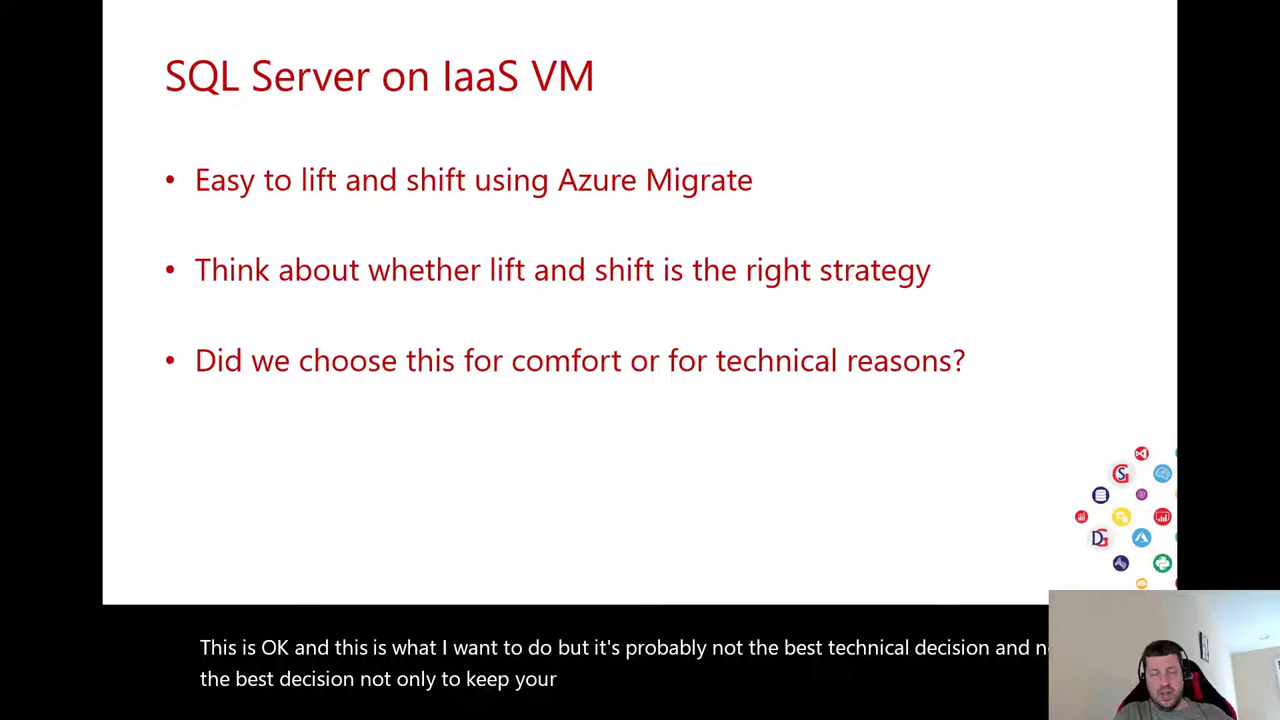 SQL Server on IaaS VM
• Easy to lift and shift using Azure Migrate
• Think about whether lift and shift is the right strategy
• Did we choose this for comfort or for technical reasons?
This is OK and this is what I want to do but it's probably not the best technical decision and
the best decision not only to keep your